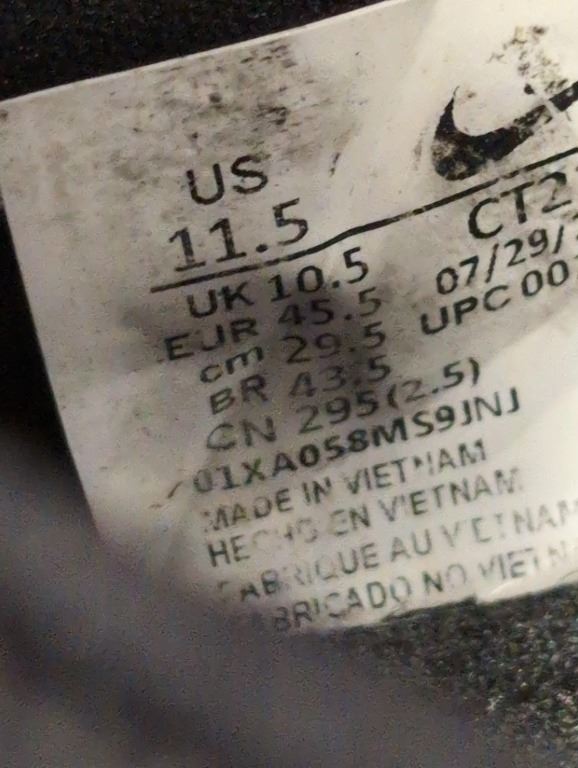 US
11.5
UK 10.5
EUR 45.5
cm 29.5
BR 43.5
CN 295(2.5)
CT2
07/29/
UPC 00
01XA058MS9JNJ
MADE IN VIETNAM
HECHO EN VIETNAM
FABRIQUE AU VIETNAM
FABRICADO NO VIETN